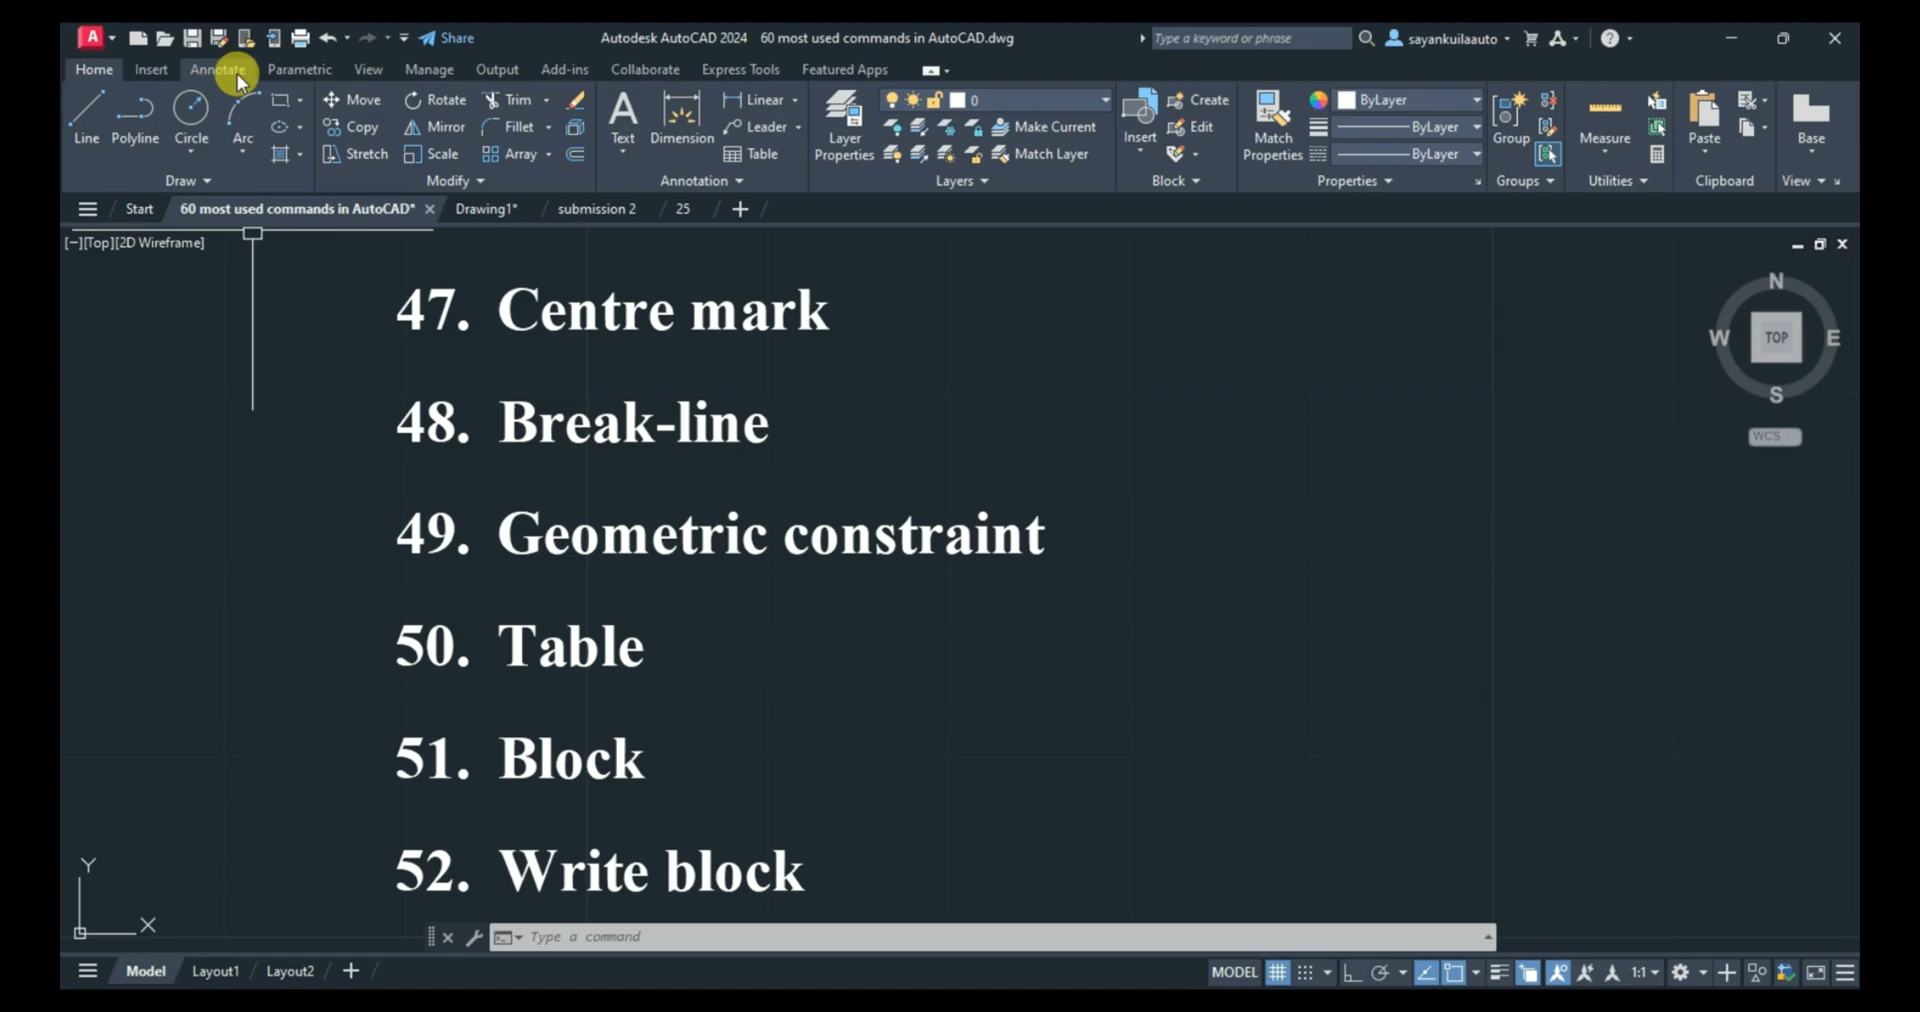 A Share Autodesk AutoCAD 2024 60 most used commands in AutoCAD.dwg Type a keyword or phrase sayankuilaauto ?
Home Insert Annotate Parametric View Manage Output Add-ins Collaborate Express Tools Featured Apps
Line Polyline Circle Arc
Draw
Move Rotate Trim
Copy Mirror Fillet
Stretch Scale Array
Modify
A Text Dimension
Linear
Leader
Table
Annotation
Layer Properties
0
Make Current
Match Layer
Layers
Insert
Create
Edit
Block
Match Properties
ByLayer
ByLayer
ByLayer
Properties
Group
Groups
Measure
Utilities
Paste
Clipboard
Base
View
Start 60 most used commands in AutoCAD* Drawing1* submission 2 25
[−][Top][2D Wireframe]
47. Centre mark
48. Break-line
49. Geometric constraint
50. Table
51. Block
52. Write block
N
W TOP E
S
WCS
Y
X
Type a command
Model Layout1 Layout2 MODEL 1:1